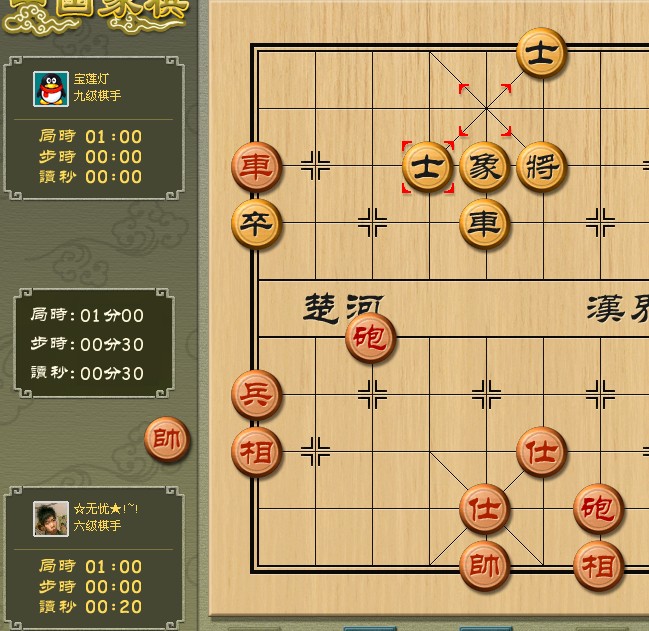 中国象棋
士
宝莲灯
九级棋手
局時 01:00
步時 00:00
讀秒 00:00
車 士 象 將
卒 車
局時:01分00
步時:00分30
讀秒:00分30
楚河 漢界
砲
兵
帥
相 仕
☆无忧★!~!
六级棋手
仕 砲
局時 01:00
步時 00:00
讀秒 00:20
帥 相